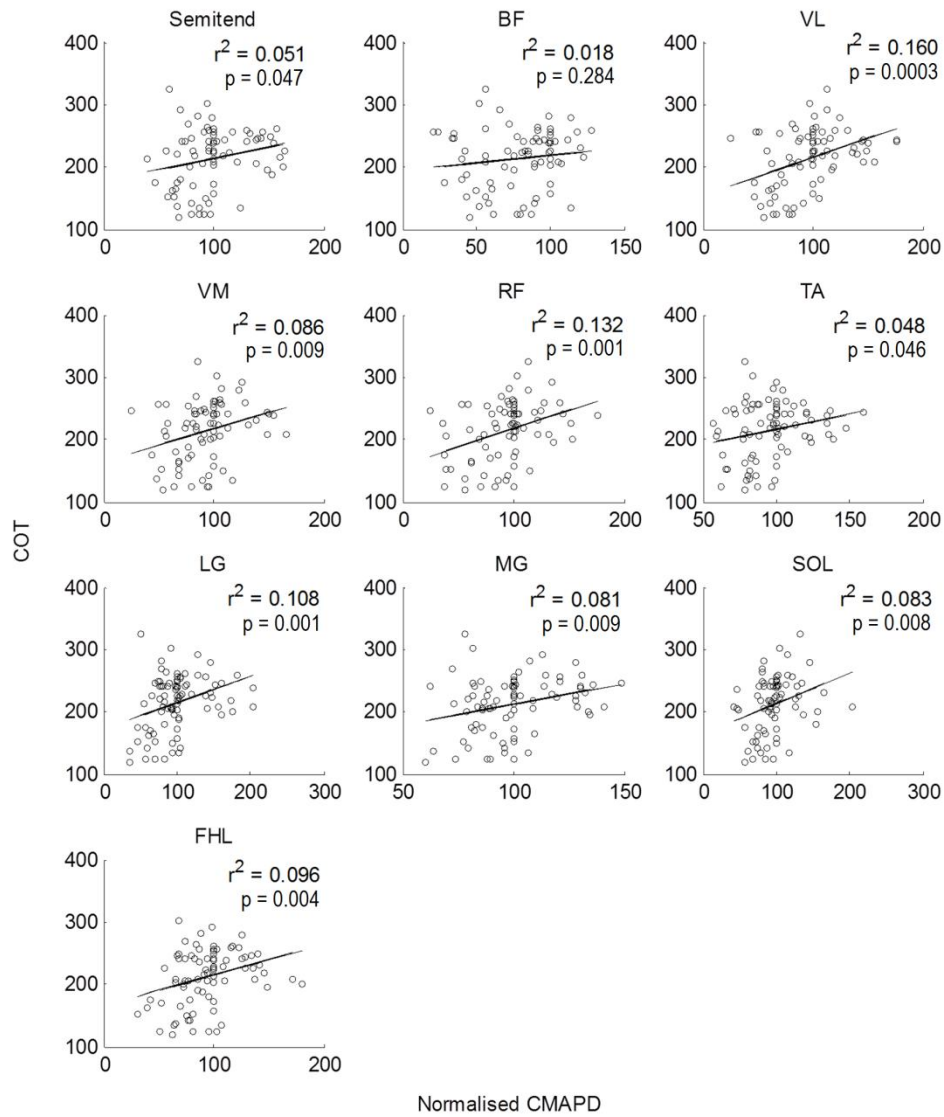 Semitend
BF
VL
400
300
200
100
r² = 0.051
p = 0.047
0
100
200
400
300
200
100
r² = 0.018
p = 0.284
0
50
100
150
400
300
200
100
r² = 0.160
p = 0.0003
0
100
200
VM
RF
TA
400
300
200
100
r² = 0.086
p = 0.009
0
100
200
400
300
200
100
r² = 0.132
p = 0.001
0
100
200
400
300
200
100
r² = 0.048
p = 0.046
50
100
150
200
COT
LG
MG
SOL
400
300
200
100
r² = 0.108
p = 0.001
0
100
200
300
400
300
200
100
r² = 0.081
p = 0.009
50
100
150
400
300
200
100
r² = 0.083
p = 0.008
0
100
200
300
FHL
400
300
200
100
r² = 0.096
p = 0.004
0
100
200
Normalised CMAPD